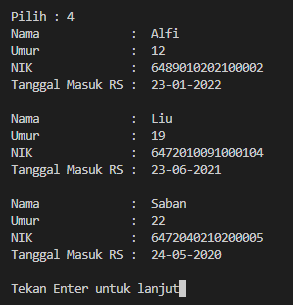 Pilih : 4
Nama : Alfi
Umur : 12
NIK : 6489010202100002
Tanggal Masuk RS : 23-01-2022
Nama : Liu
Umur : 19
NIK : 6472010091000104
Tanggal Masuk RS : 23-06-2021
Nama : Saban
Umur : 22
NIK : 6472040210200005
Tanggal Masuk RS : 24-05-2020
Tekan Enter untuk lanjut